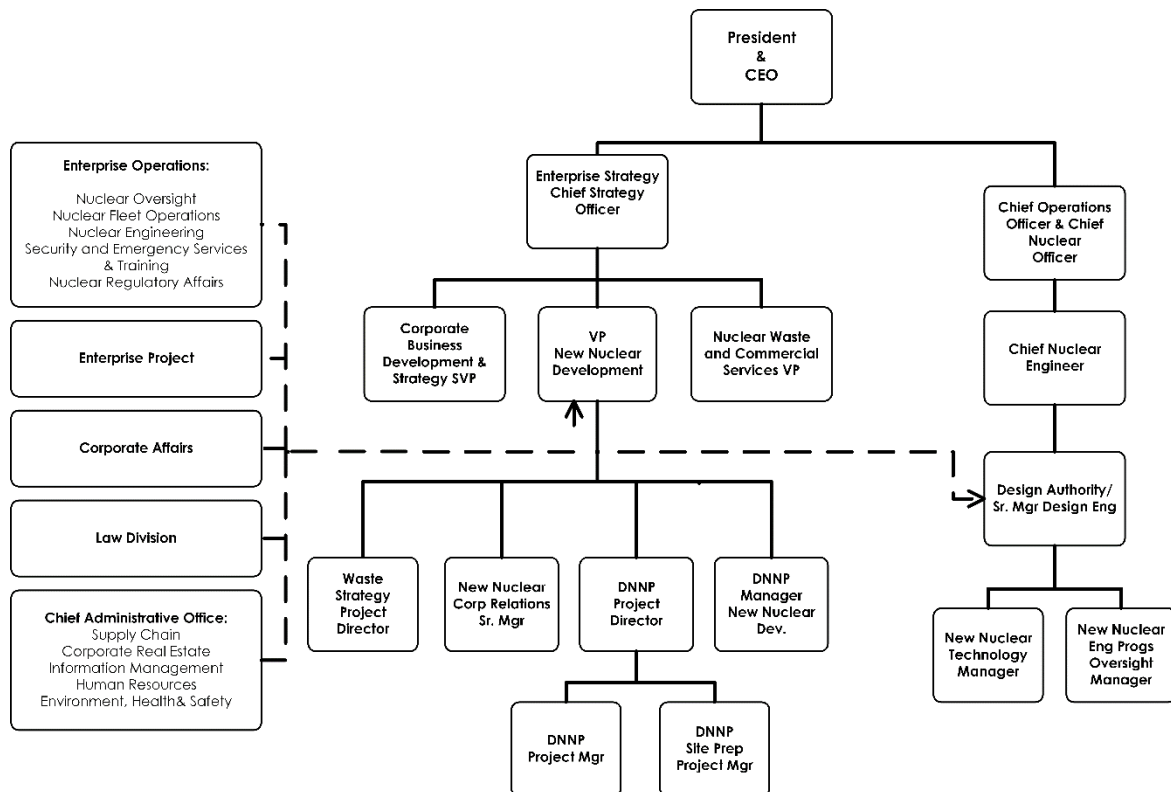 President
&
CEO
Enterprise Operations:
Nuclear Oversight
Nuclear Fleet Operations
Nuclear Engineering
Security and Emergency Services
& Training
Nuclear Regulatory Affairs
Enterprise Project
Corporate Affairs
Law Division
Chief Administrative Office:
Supply Chain
Corporate Real Estate
Information Management
Human Resources
Environment, Health& Safety
Enterprise Strategy
Chief Strategy
Officer
Chief Operations
Officer & Chief
Nuclear
Officer
Corporate
Business
Development &
Strategy SVP
VP
New Nuclear
Development
Nuclear Waste
and Commercial
Services VP
Chief Nuclear
Engineer
Design Authority/
Sr. Mgr Design Eng
Waste
Strategy
Project
Director
New Nuclear
Corp Relations
Sr. Mgr
DNNP
Project
Director
DNNP
Manager
New Nuclear
Dev.
New Nuclear
Technology
Manager
New Nuclear
Eng Progs
Oversight
Manager
DNNP
Project Mgr
DNNP
Site Prep
Project Mgr